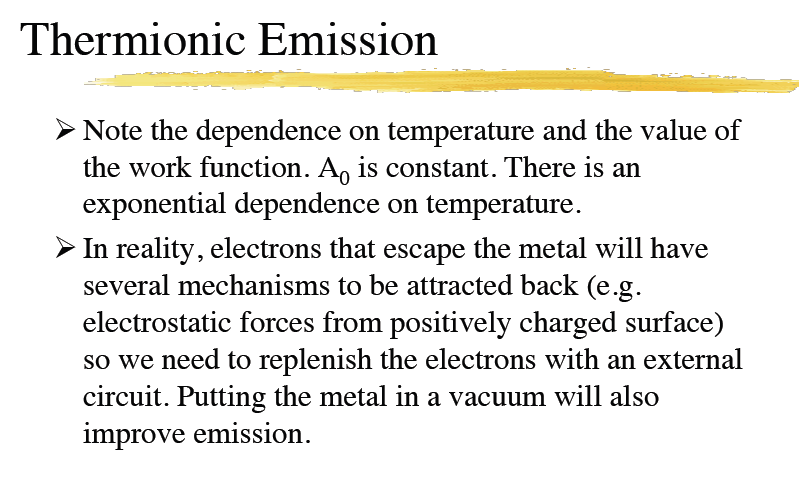 Thermionic Emission
➢ Note the dependence on temperature and the value of
the work function. A₀ is constant. There is an
exponential dependence on temperature.
➢ In reality, electrons that escape the metal will have
several mechanisms to be attracted back (e.g.
electrostatic forces from positively charged surface)
so we need to replenish the electrons with an external
circuit. Putting the metal in a vacuum will also
improve emission.